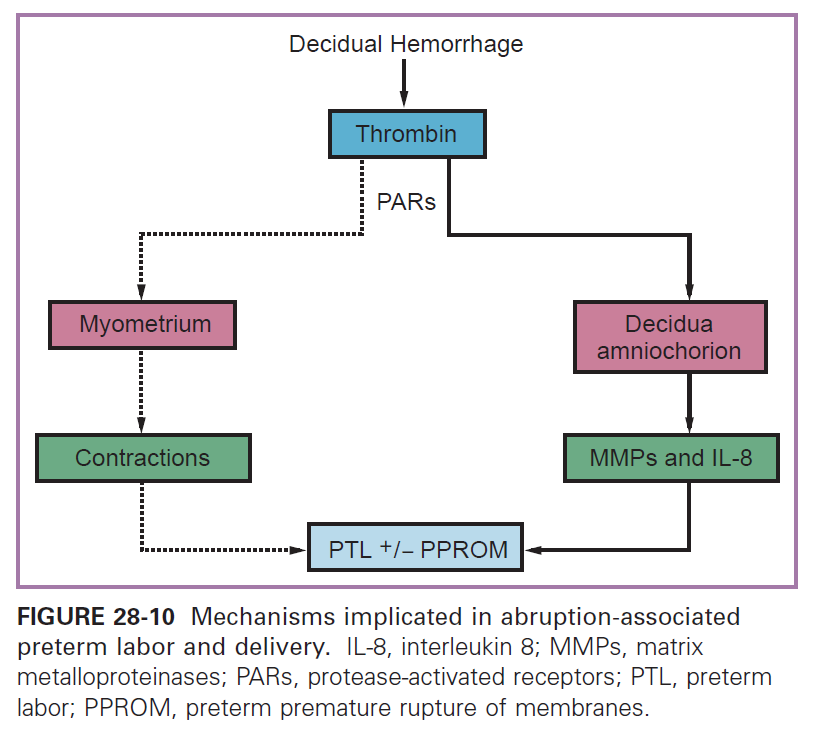 Decidual Hemorrhage
Thrombin
PARs
Myometrium
Decidua
amniochorion
Contractions
MMPs and IL-8
PTL +/– PPROM
FIGURE 28-10 Mechanisms implicated in abruption-associated
preterm labor and delivery. IL-8, interleukin 8; MMPs, matrix
metalloproteinases; PARs, protease-activated receptors; PTL, preterm
labor; PPROM, preterm premature rupture of membranes.